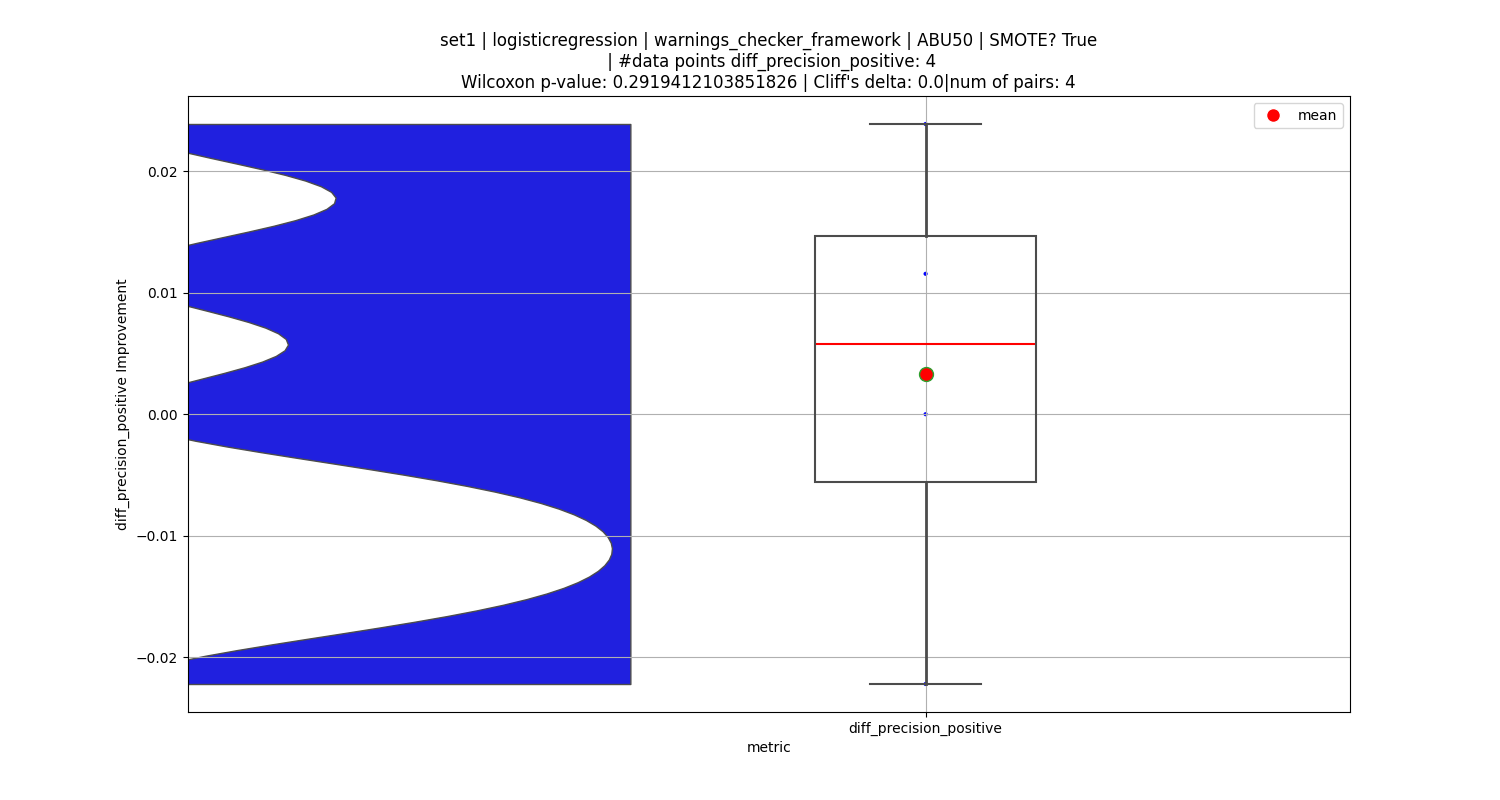 set1 | logisticregression | warnings_checker_framework | ABU50 | SMOTE? True
| #data points diff_precision_positive: 4
Wilcoxon p-value: 0.2919412103851826 | Cliff's delta: 0.0|num of pairs: 4
mean
0.02
0.01
0.00
−0.01
−0.02
diff_precision_positive Improvement
diff_precision_positive
metric